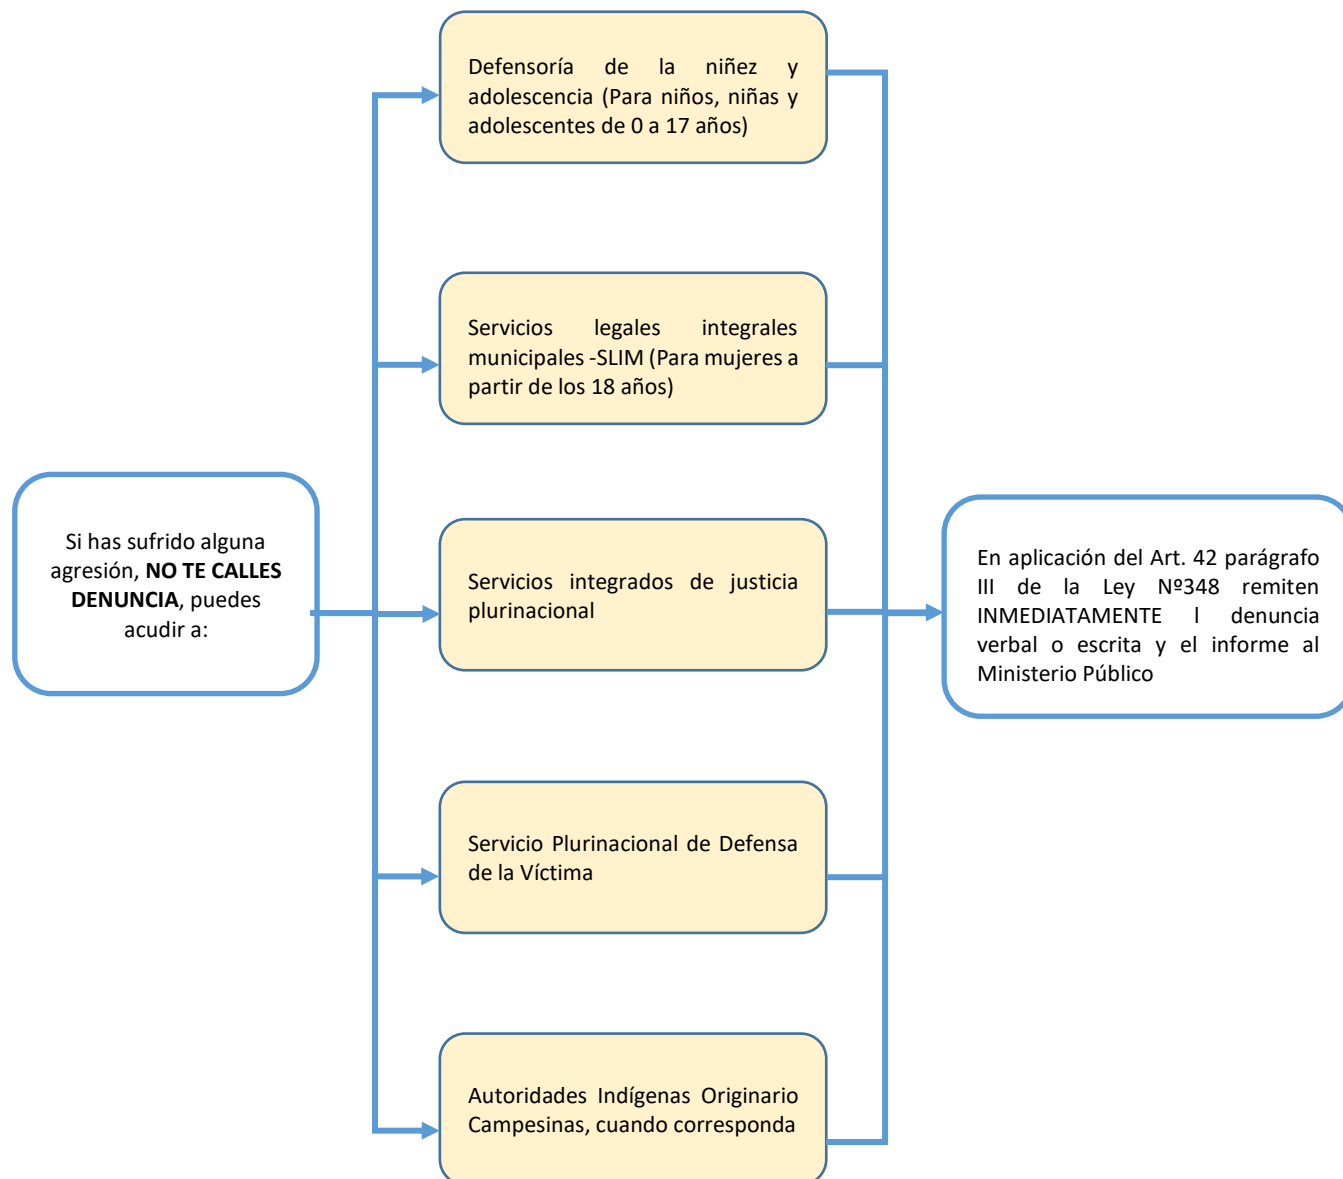 Defensoría de la niñez y
adolescencia (Para niños, niñas y
adolescentes de 0 a 17 años)
Servicios legales integrales
municipales -SLIM (Para mujeres a
partir de los 18 años)
Si has sufrido alguna
agresión, NO TE CALLES
DENUNCIA, puedes
acudir a:
Servicios integrados de justicia
plurinacional
En aplicación del Art. 42 parágrafo
III de la Ley Nº348 remiten
INMEDIATAMENTE l denuncia
verbal o escrita y el informe al
Ministerio Público
Servicio Plurinacional de Defensa
de la Víctima
Autoridades Indígenas Originario
Campesinas, cuando corresponda